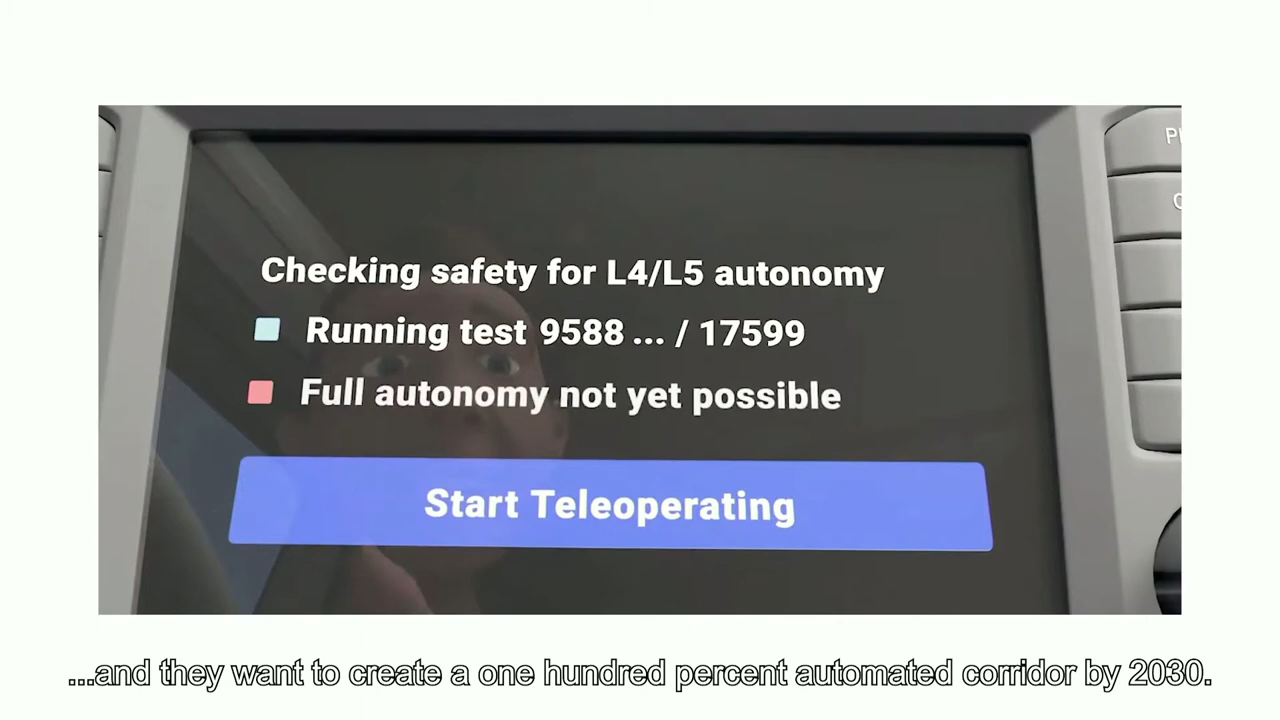 Checking safety for L4/L5 autonomy
Running test 9588 ... / 17599
Full autonomy not yet possible
Start Teleoperating
...and they want to create a one hundred percent automated corridor by 2030.